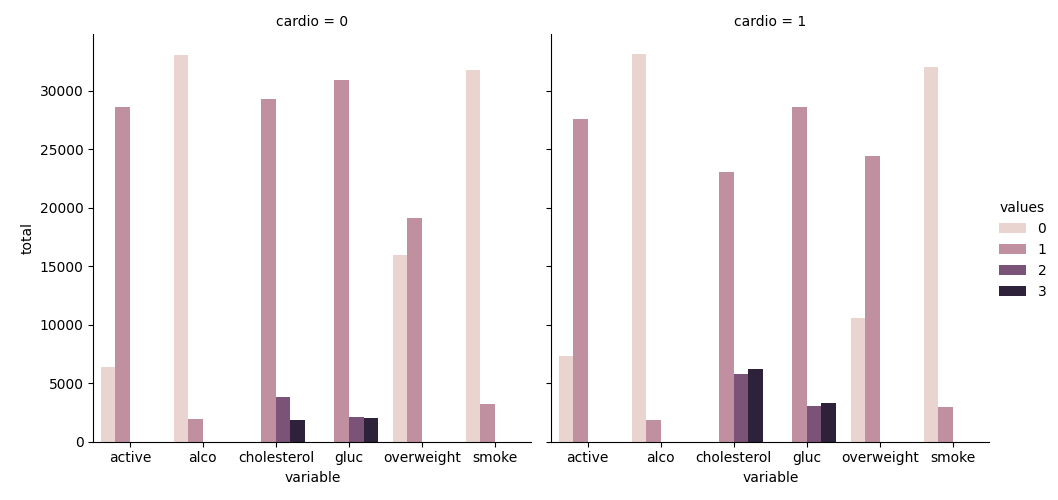 cardio = 0
cardio = 1
total
30000
25000
20000
15000
10000
5000
0
active alco cholesterol gluc overweight smoke
variable
active alco cholesterol gluc overweight smoke
variable
values
0
1
2
3